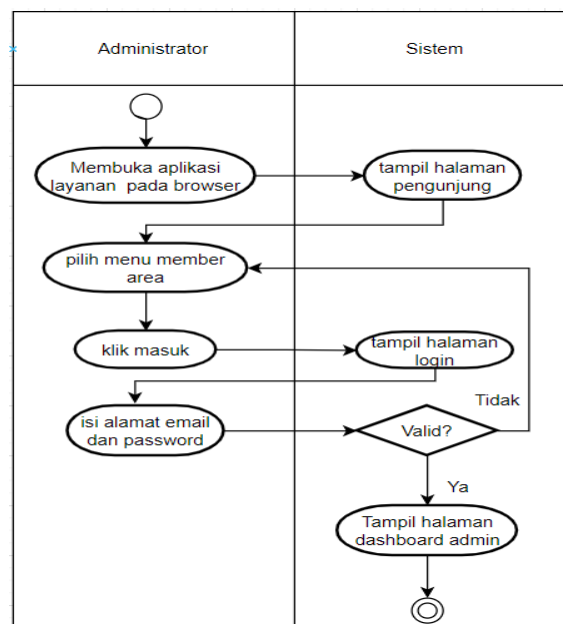 Administrator
Sistem
Membuka aplikasi
layanan pada browser
tampil halaman
pengunjung
pilih menu member
area
klik masuk
tampil halaman
login
isi alamat email
dan password
Valid?
Tidak
Ya
Tampil halaman
dashboard admin